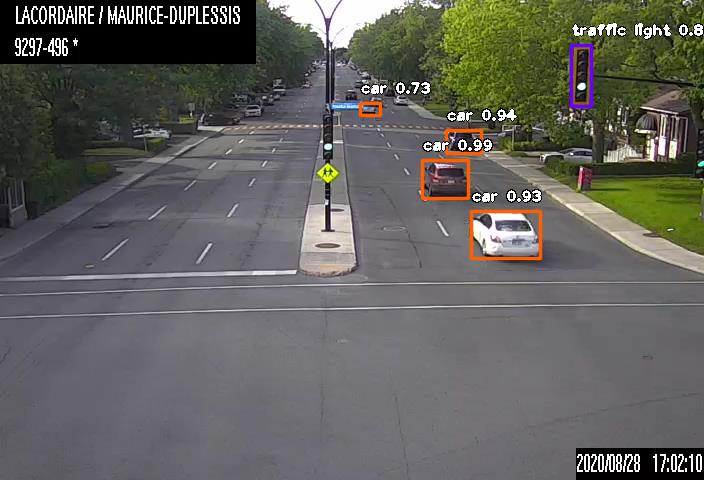 LACORDAIRE / MAURICE-DUPLESSIS
9297-496 *
traffic light 0.8
car 0.73
car 0.94
car 0.99
car 0.93
2020/08/28 17:02:10